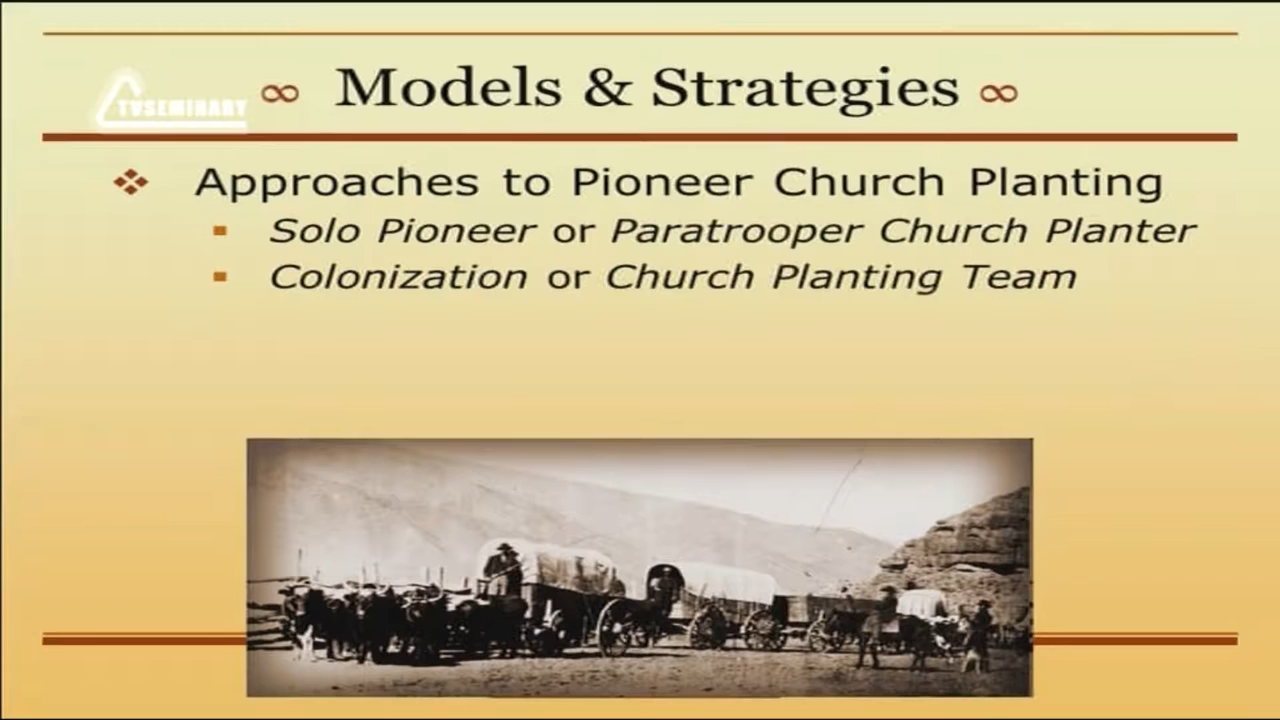 TVSEMINARY
∞ Models & Strategies ∞
Approaches to Pioneer Church Planting
Solo Pioneer or Paratrooper Church Planter
Colonization or Church Planting Team